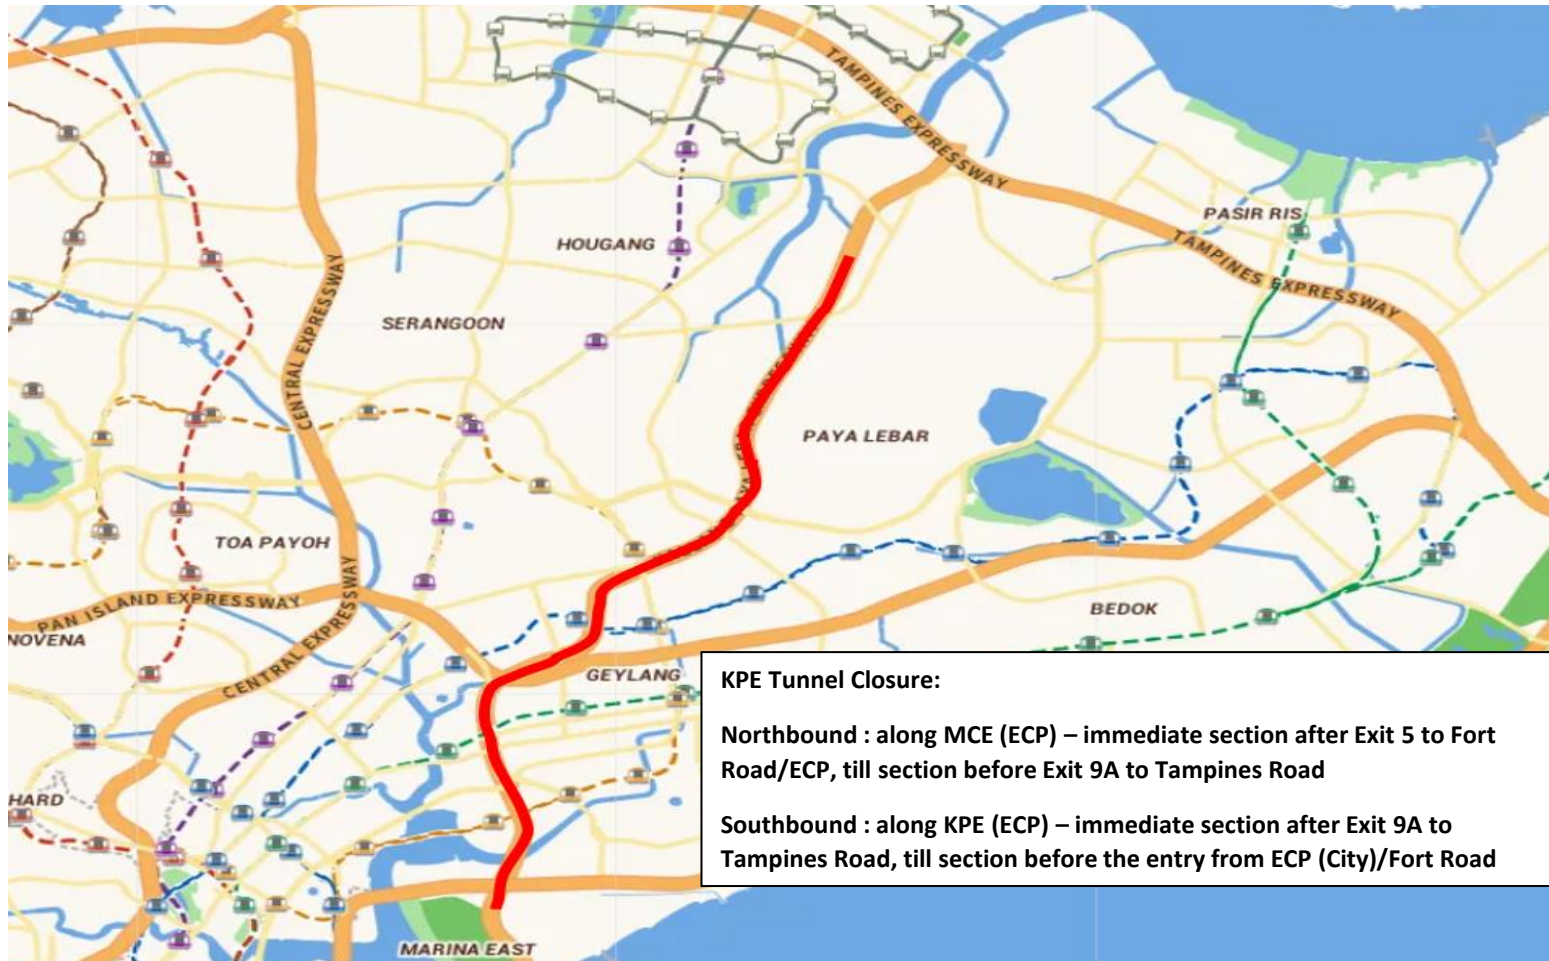 TAMPINES EXPRESSWAY
PASIR RIS
TAMPINES EXPRESSWAY
HOUGANG
CENTRAL EXPRESSWAY
SERANGOON
PAYA LEBAR
TOA PAYOH
PAN ISLAND EXPRESSWAY
NOVENA
CENTRAL EXPRESSWAY
BEDOK
GEYLANG
KPE Tunnel Closure:
Northbound : along MCE (ECP) – immediate section after Exit 5 to Fort
Road/ECP, till section before Exit 9A to Tampines Road
Southbound : along KPE (ECP) – immediate section after Exit 9A to
Tampines Road, till section before the entry from ECP (City)/Fort Road
HARD
MARINA EAST